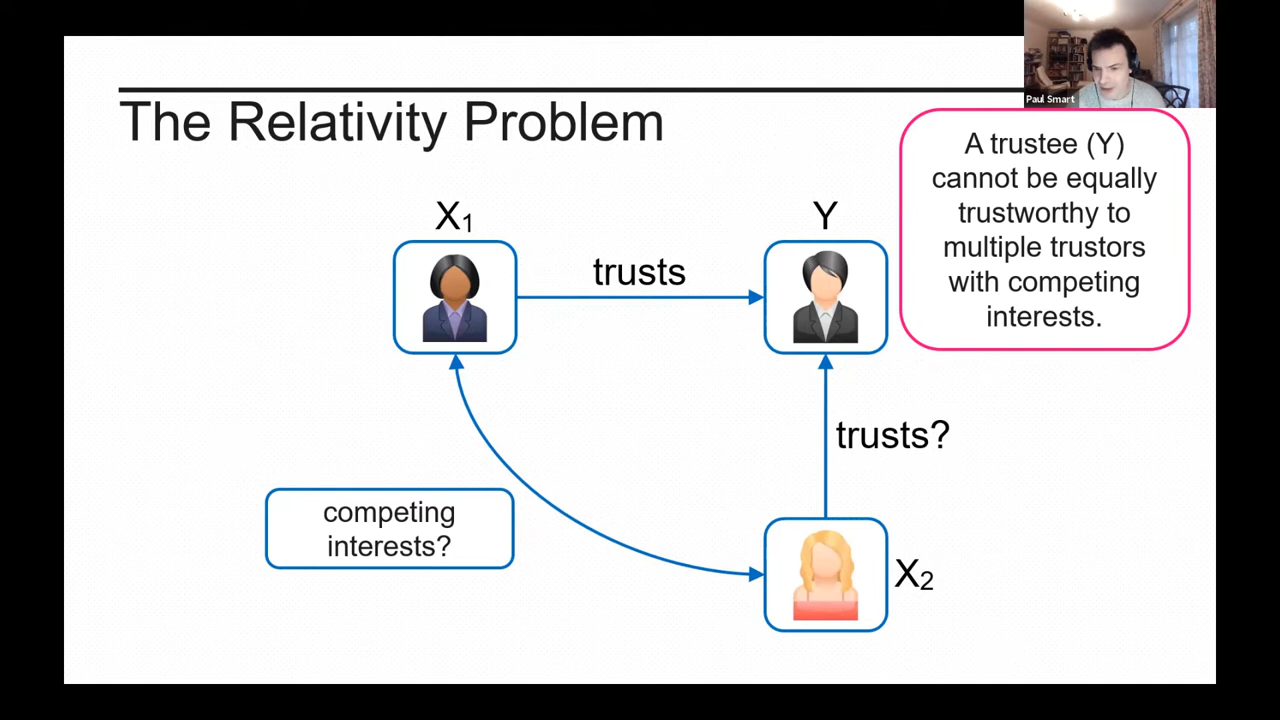 Paul Smart
The Relativity Problem
A trustee (Y)
cannot be equally
trustworthy to
multiple trustors
with competing
interests.
X₁
Y
trusts
trusts?
competing
interests?
X₂